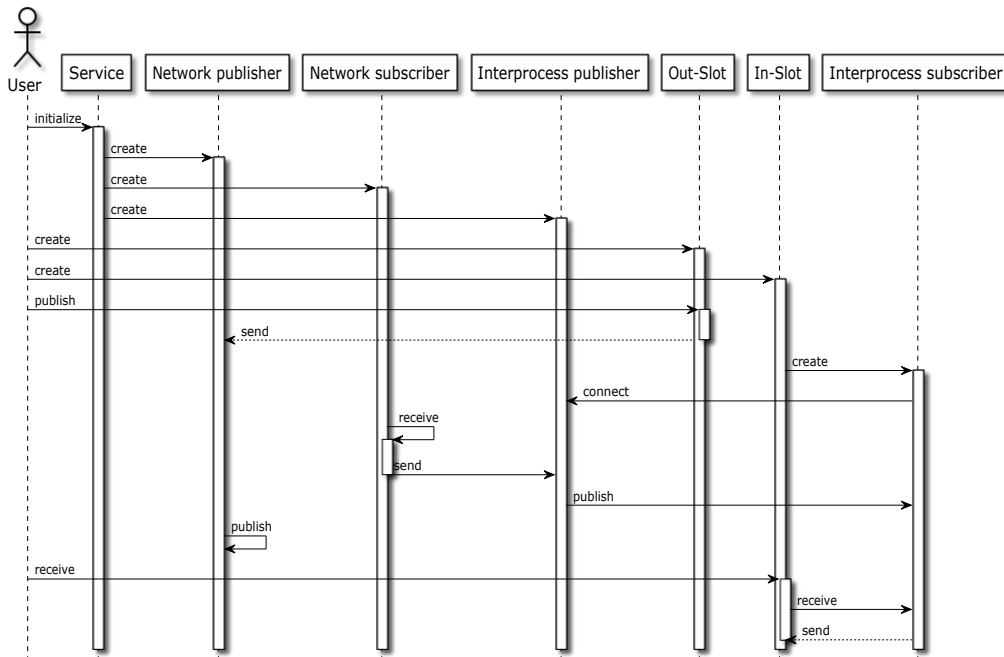 User
Service
Network publisher
Network subscriber
Interprocess publisher
Out-Slot
In-Slot
Interprocess subscriber
initialize
create
create
create
create
create
publish
send
create
connect
receive
send
publish
publish
receive
receive
send